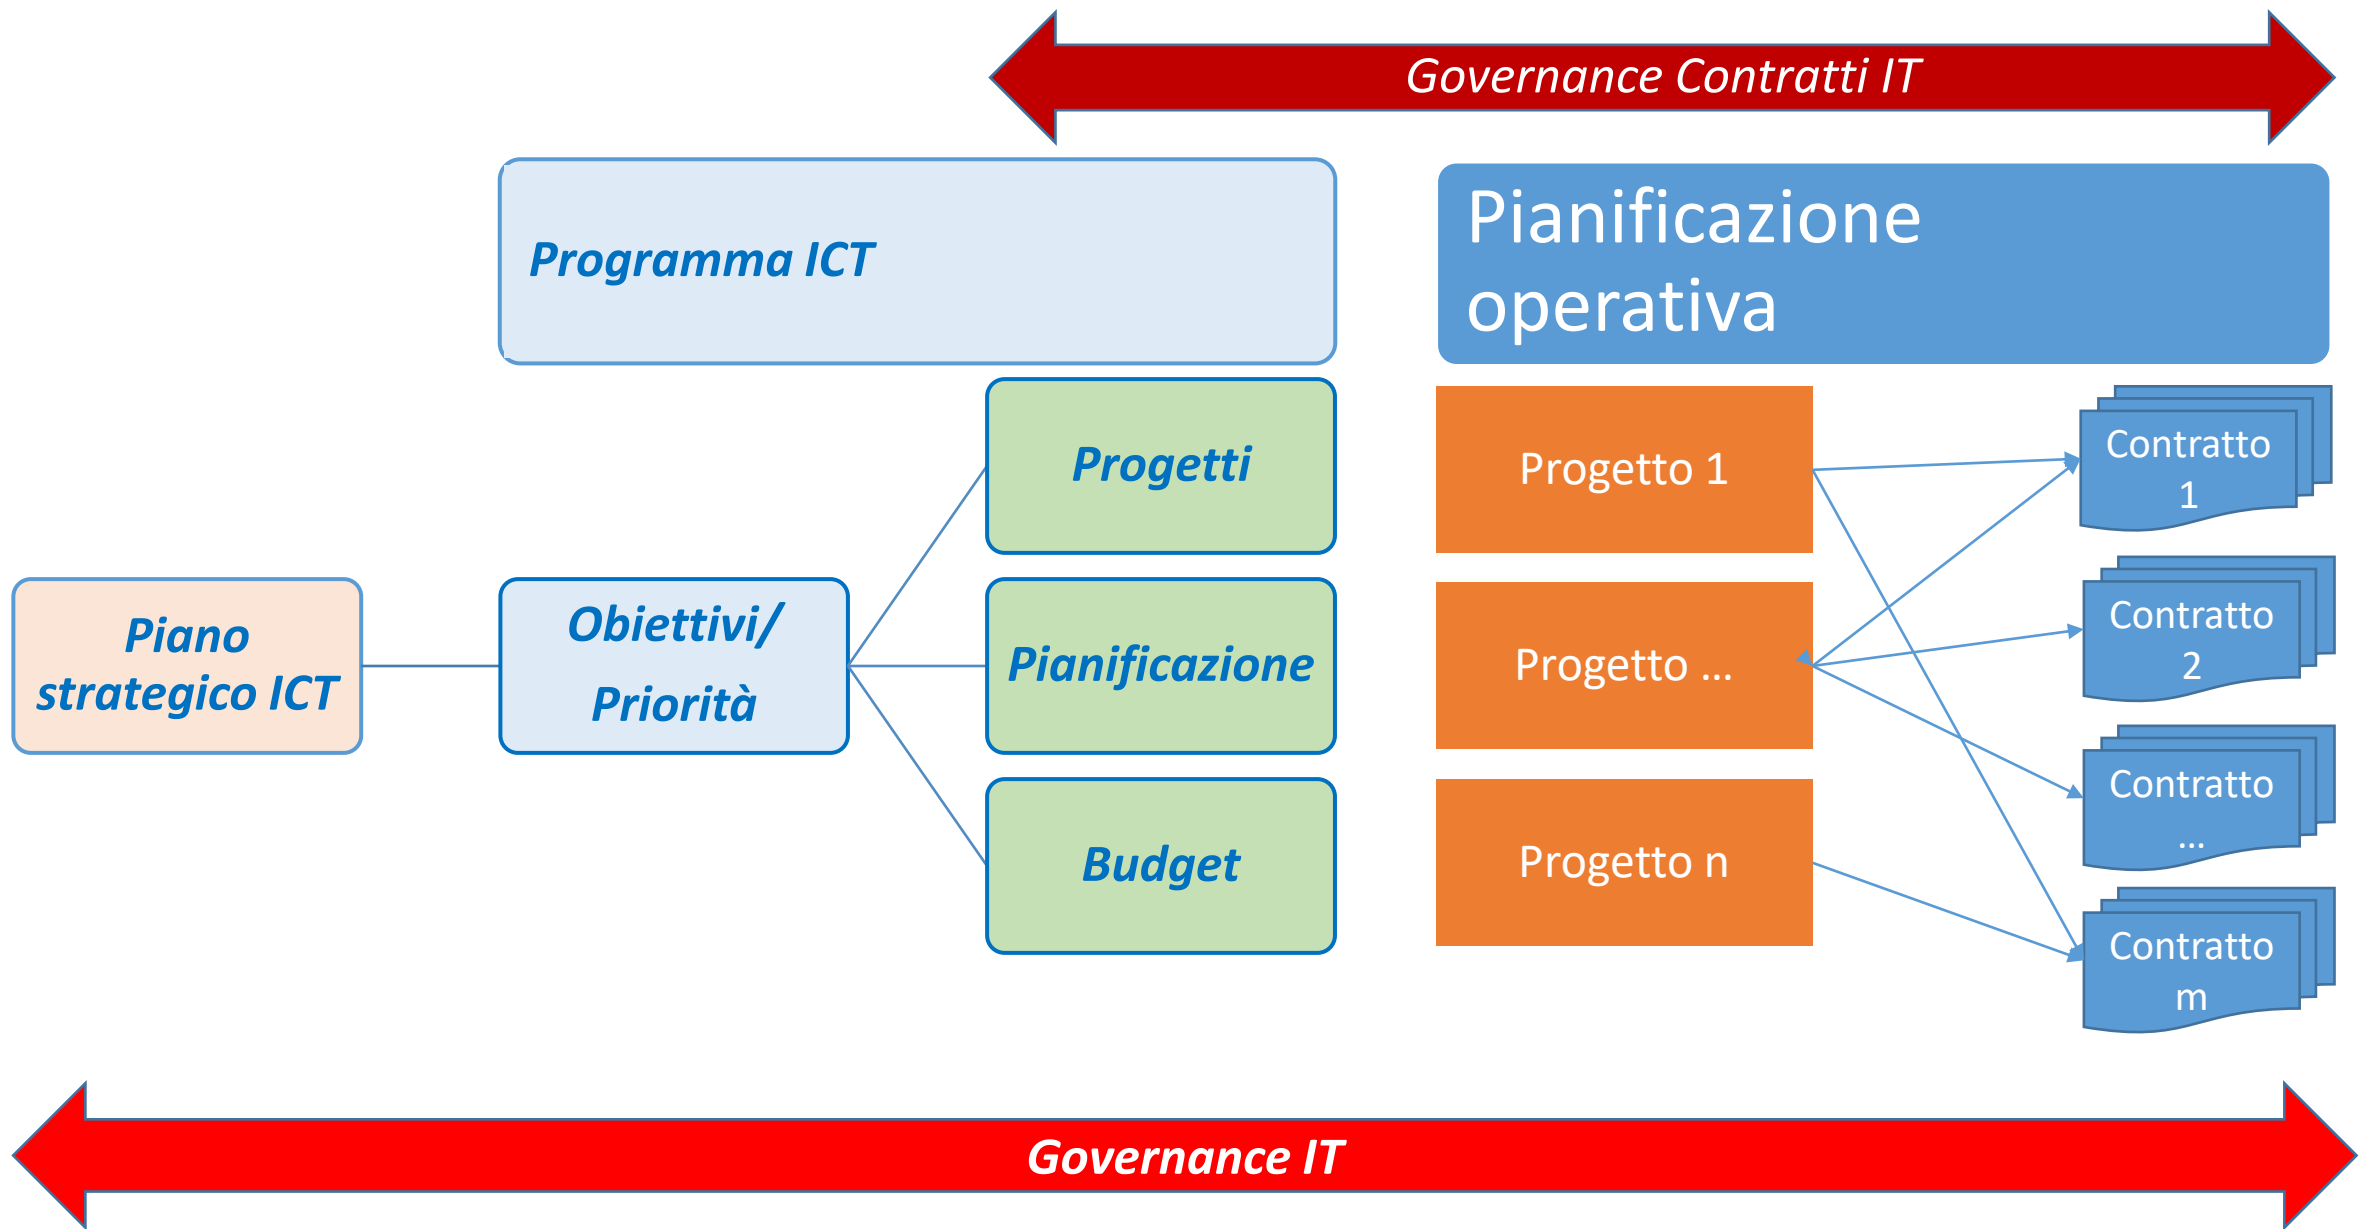 Governance Contratti IT
Programma ICT
Pianificazione
operativa
Progetti
Progetto 1
Contratto
1
Piano
strategico ICT
Obiettivi/
Priorità
Pianificazione
Progetto ...
Contratto
2
Contratto
...
Budget
Progetto n
Contratto
m
Governance IT